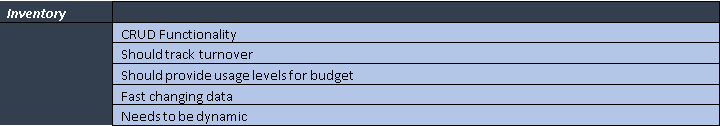 Inventory
CRUD Functionality
Should track turnover
Should provide usage levels for budget
Fast changing data
Needs to be dynamic